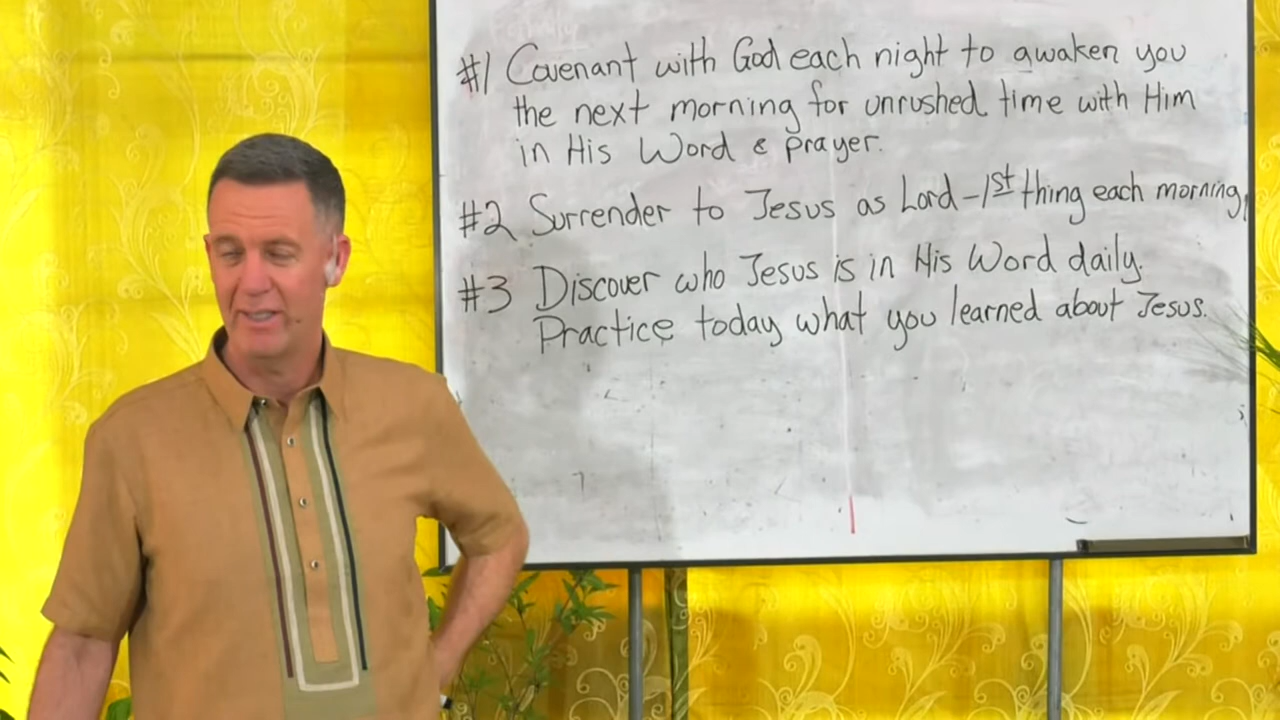 #1 Covenant with God each night to awaken you
the next morning for unrushed time with Him
in His Word & prayer.
#2 Surrender to Jesus as Lord-1st thing each morning,
#3 Discover who Jesus is in His Word daily.
Practice today what you learned about Jesus.